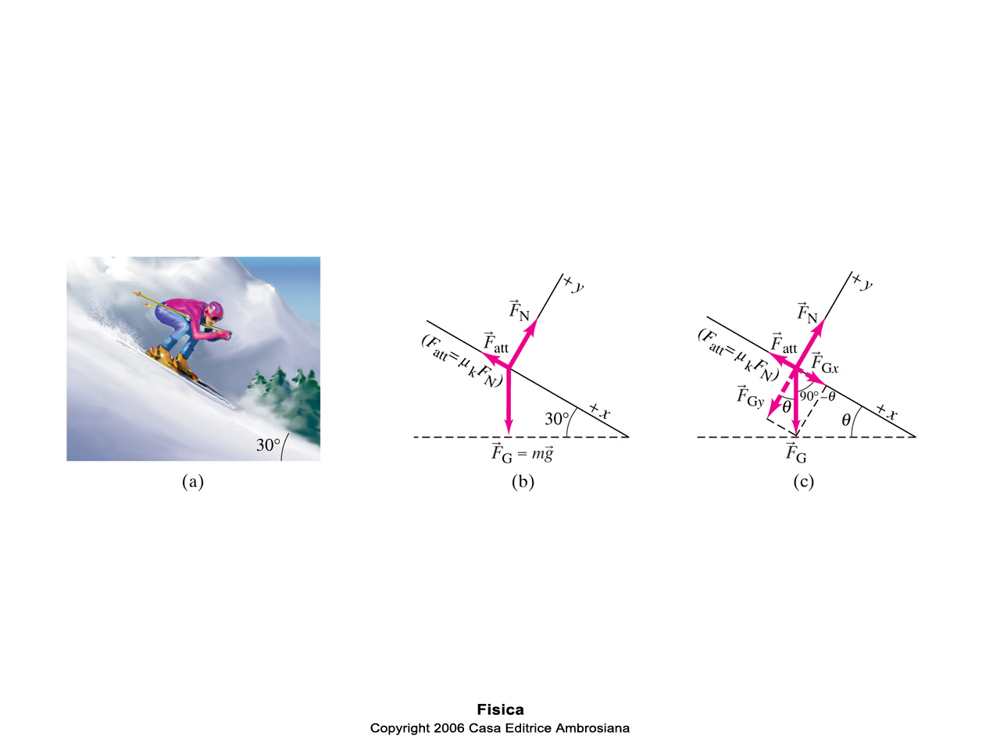 30°
(a)
+y
F⃗N
F⃗att
(Fatt= μkFN)
+x
30°
F⃗G = mg⃗
(b)
+y
F⃗N
F⃗att
(Fatt= μkFN)
F⃗Gx
F⃗Gy
90°–θ
θ
+x
θ
F⃗G
(c)
Fisica
Copyright 2006 Casa Editrice Ambrosiana